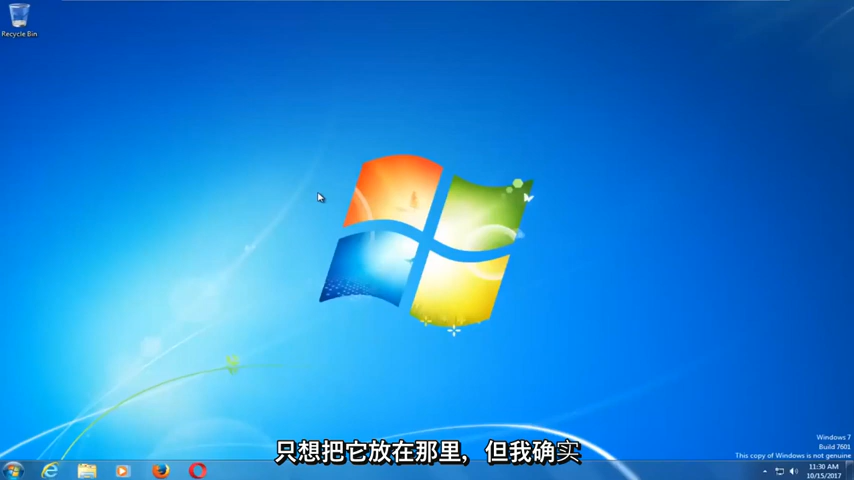 Recycle Bin
Windows 7
Build 7601
This copy of Windows is not genuine
只想把它放在那里，但我确实
11:30 AM
10/15/2017